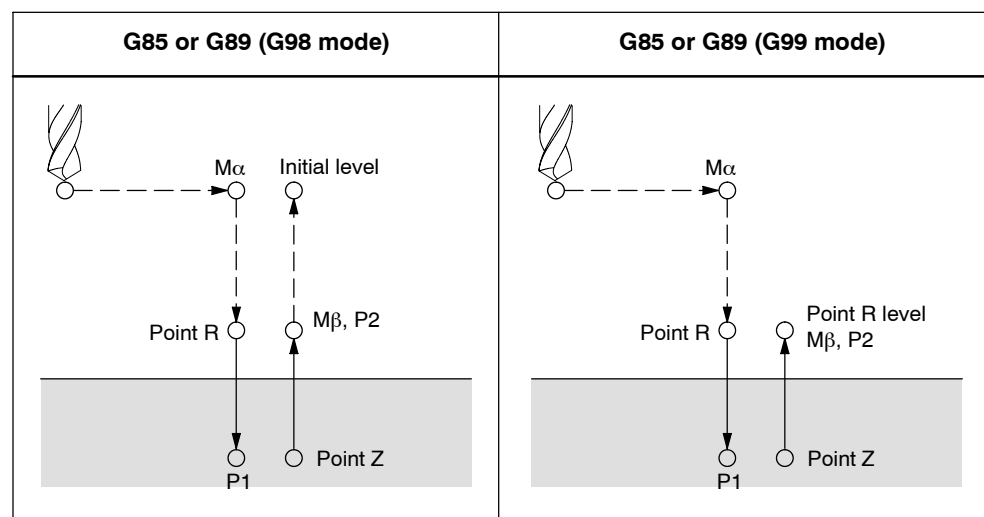 G85 or G89 (G98 mode)
Mα
Initial level
Point R
Mβ, P2
Point Z
P1
G85 or G89 (G99 mode)
Mα
Point R
Point R level
Mβ, P2
Point Z
P1